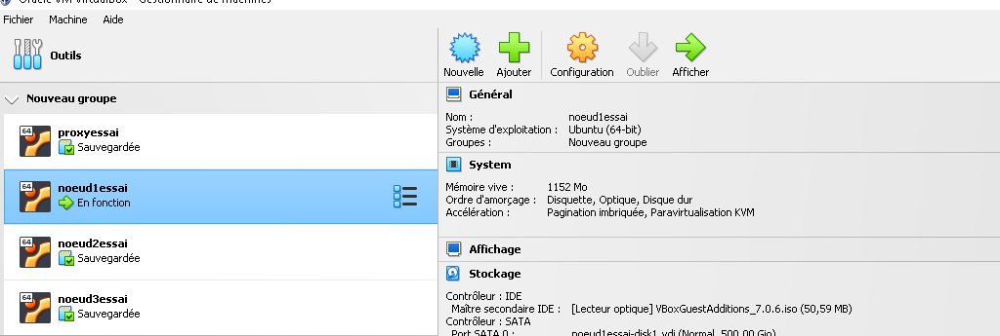 Oracle VM VirtualBox - Gestionnaire de machines
Fichier Machine Aide
Outils
Nouvelle Ajouter Configuration Oublier Afficher
Nouveau groupe
64 proxyessai
Sauvegardée
64 noeud1essai
En fonction
64 noeud2essai
Sauvegardée
64 noeud3essai
Sauvegardée
Général
Nom : noeud1essai
Système d'exploitation : Ubuntu (64-bit)
Groupes : Nouveau groupe
System
Mémoire vive : 1152 Mo
Ordre d'amorçage : Disquette, Optique, Disque dur
Accélération : Pagination imbriquée, Paravirtualisation KVM
Affichage
Stockage
Contrôleur : IDE
Maître secondaire IDE : [Lecteur optique] VBoxGuestAdditions_7.0.6.iso (50,59 MB)
Contrôleur : SATA
Port SATA 0 : noeud1essai-disk1.vdi (Normal, 500,00 Gio)